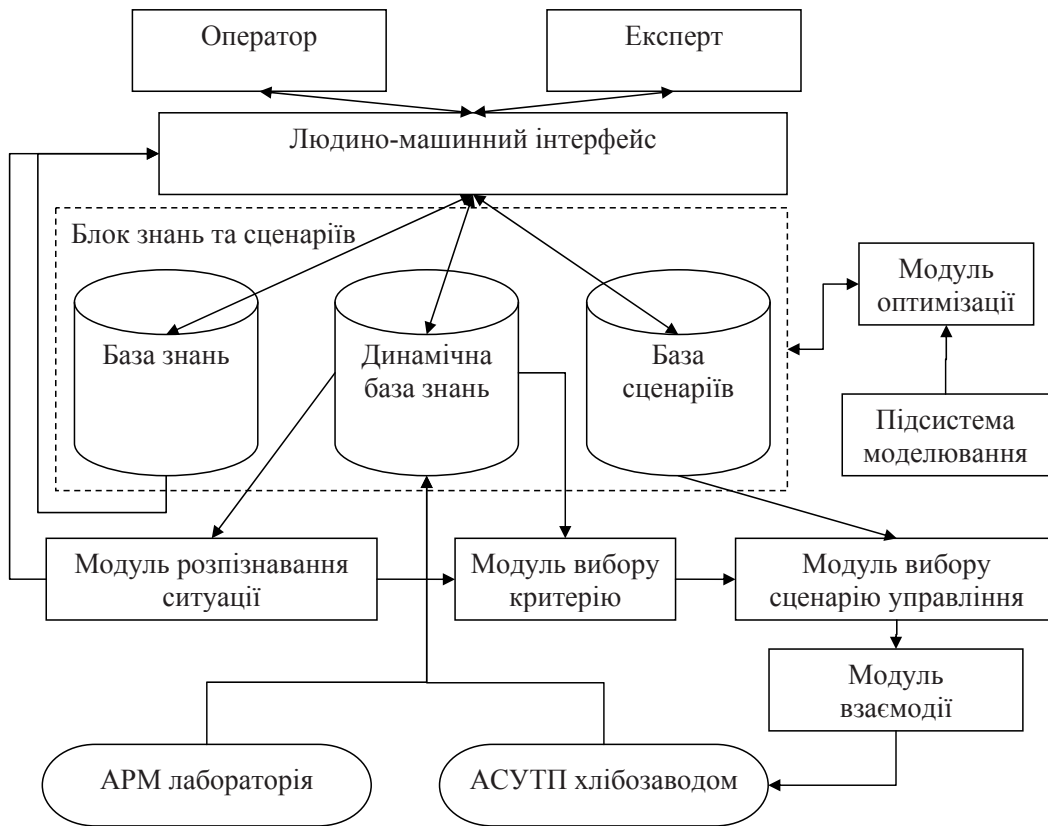 Оператор
Експерт
Людино-машинний інтерфейс
Блок знань та сценаріїв
База знань
Динамічна
база знань
База
сценаріїв
Модуль
оптимізації
Підсистема
моделювання
Модуль розпізнавання
ситуації
Модуль вибору
критерію
Модуль вибору
сценарію управління
Модуль
взаємодії
АРМ лабораторія
АСУТП хлібозаводом